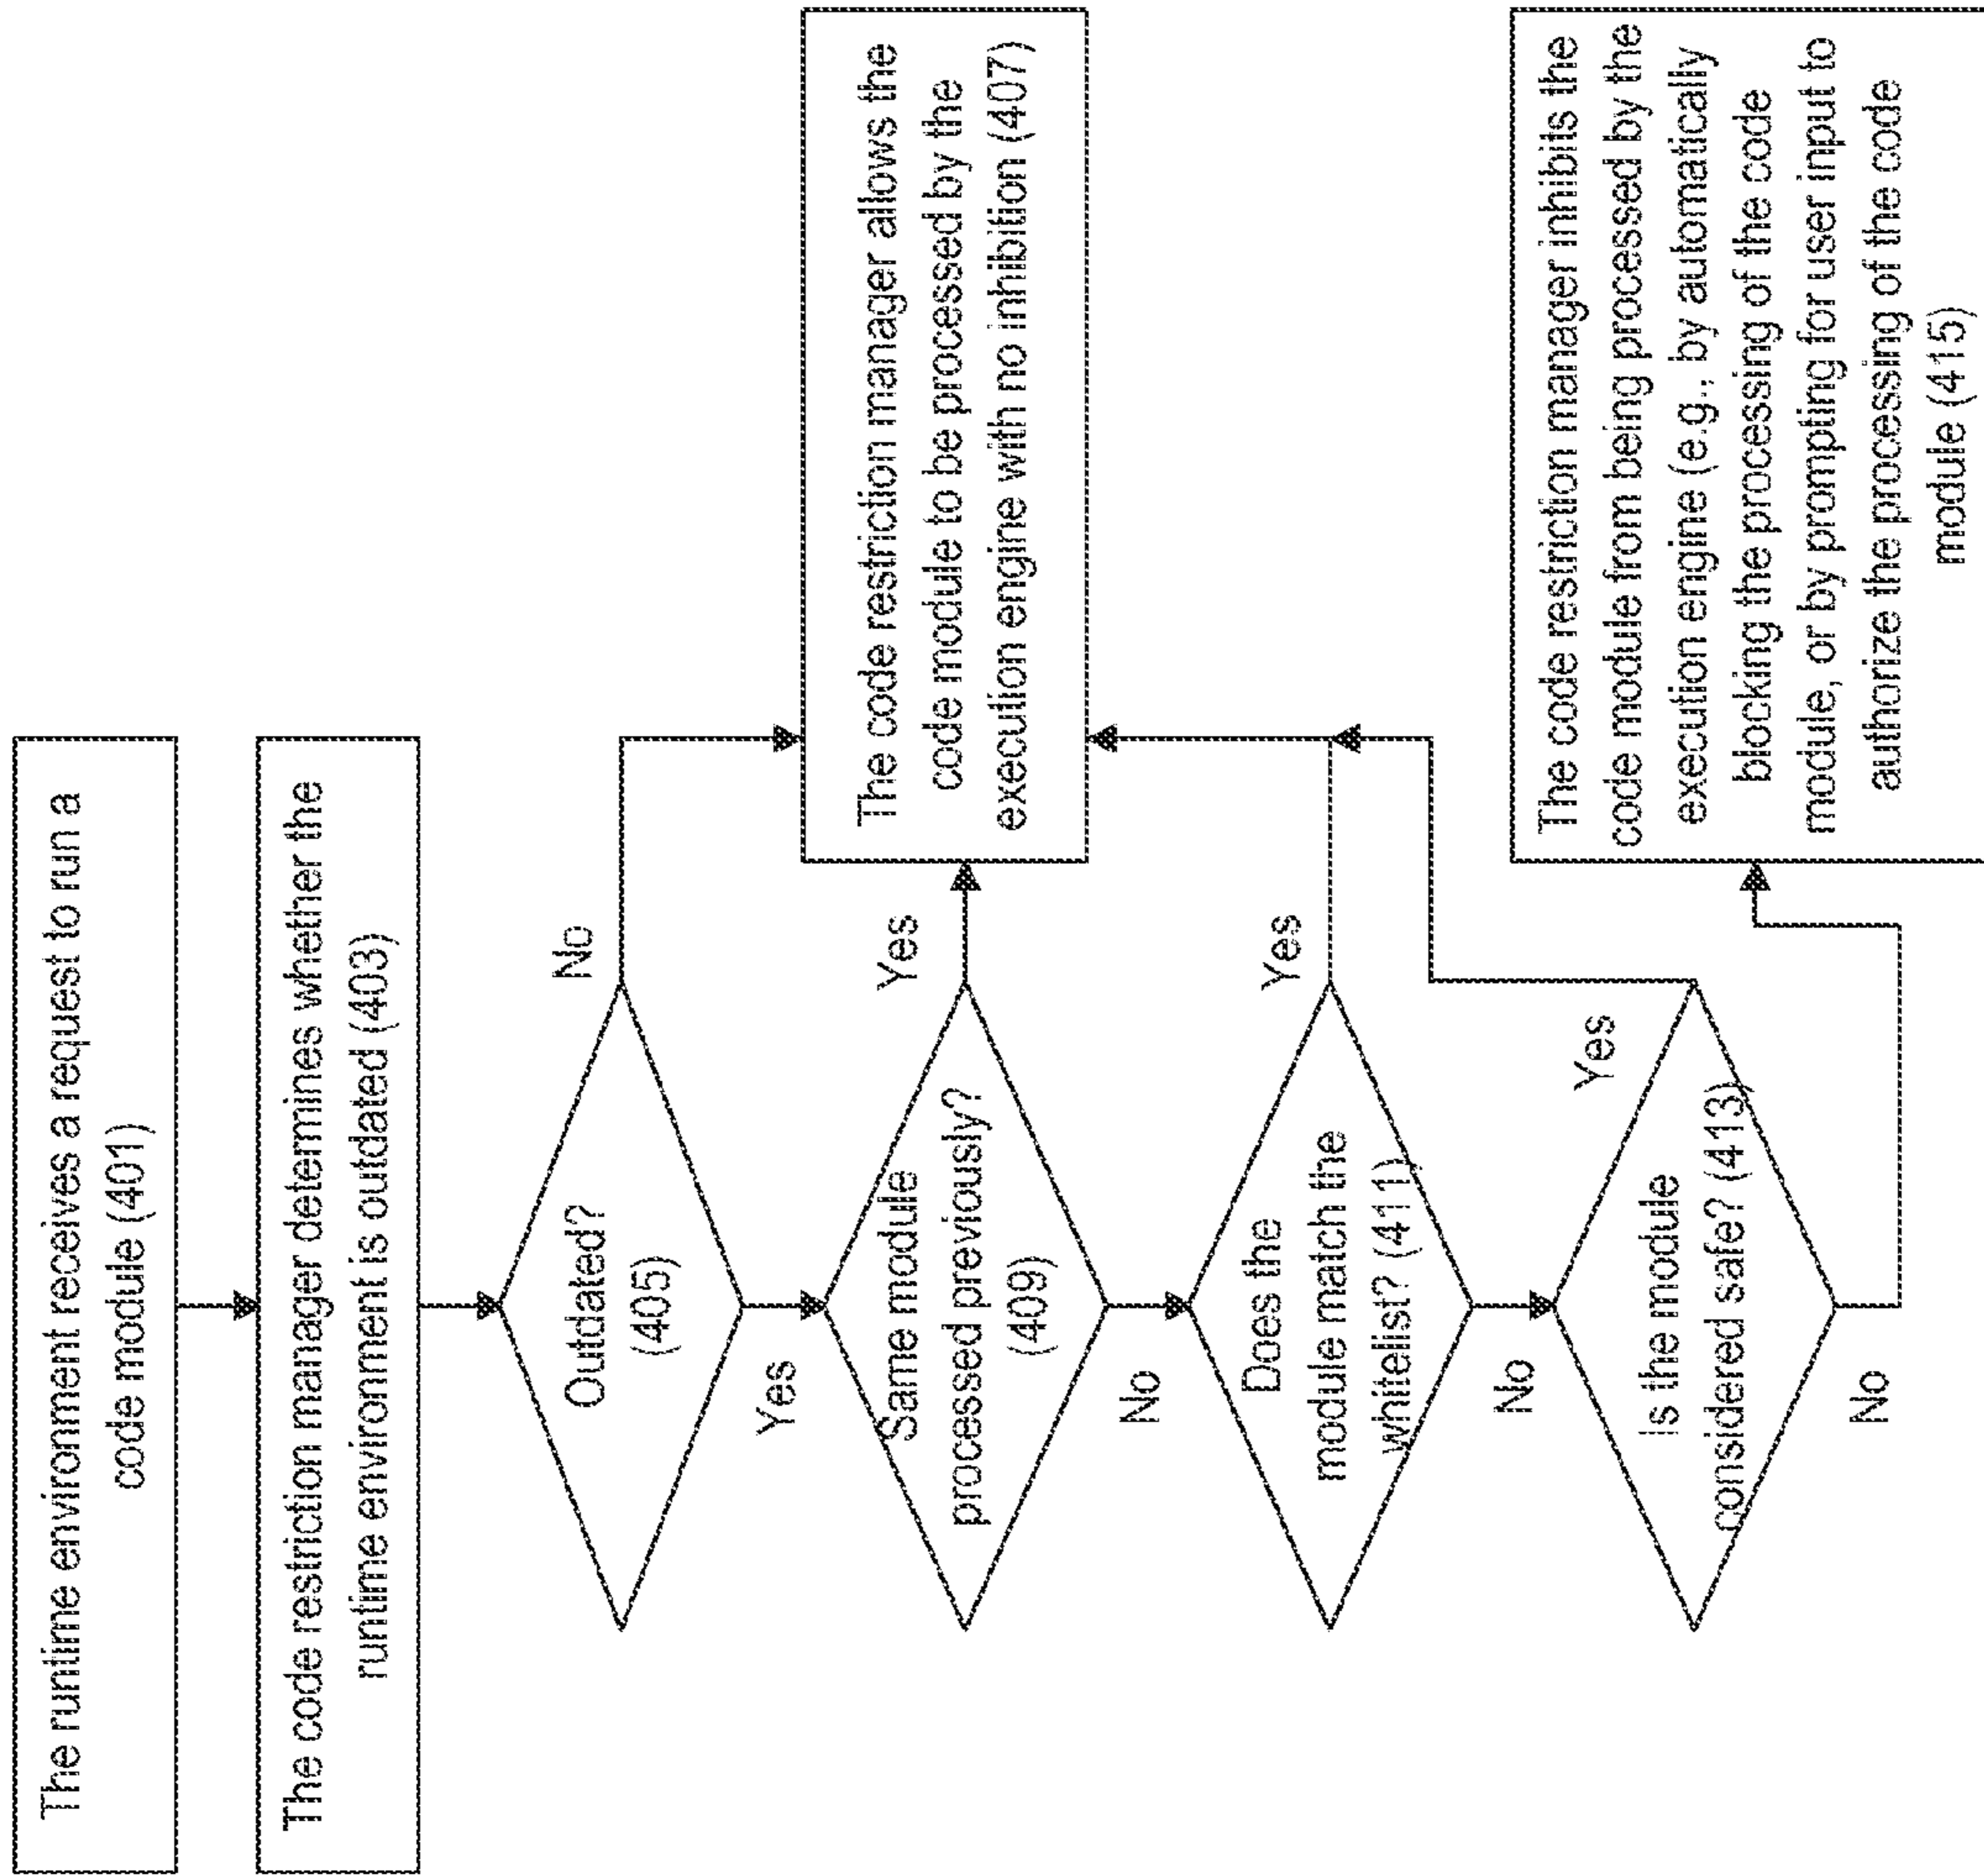 The runtime environment receives a request to run a
code module (401)
The code restriction manager determines whether the
runtime environment is outdated (403)
Outdated?
(405)
No
Yes
The code restriction manager allows the
code module to be processed by the
execution engine with no inhibition (407)
Same module
processed previously?
(409)
Yes
No
Does the
module match the
whitelist? (411)
Yes
No
Is the module
considered safe? (413)
Yes
No
The code restriction manager inhibits the
code module from being processed by the
execution engine (e.g., by automatically
blocking the processing of the code
module, or by prompting for user input to
authorize the processing of the code
module (415)